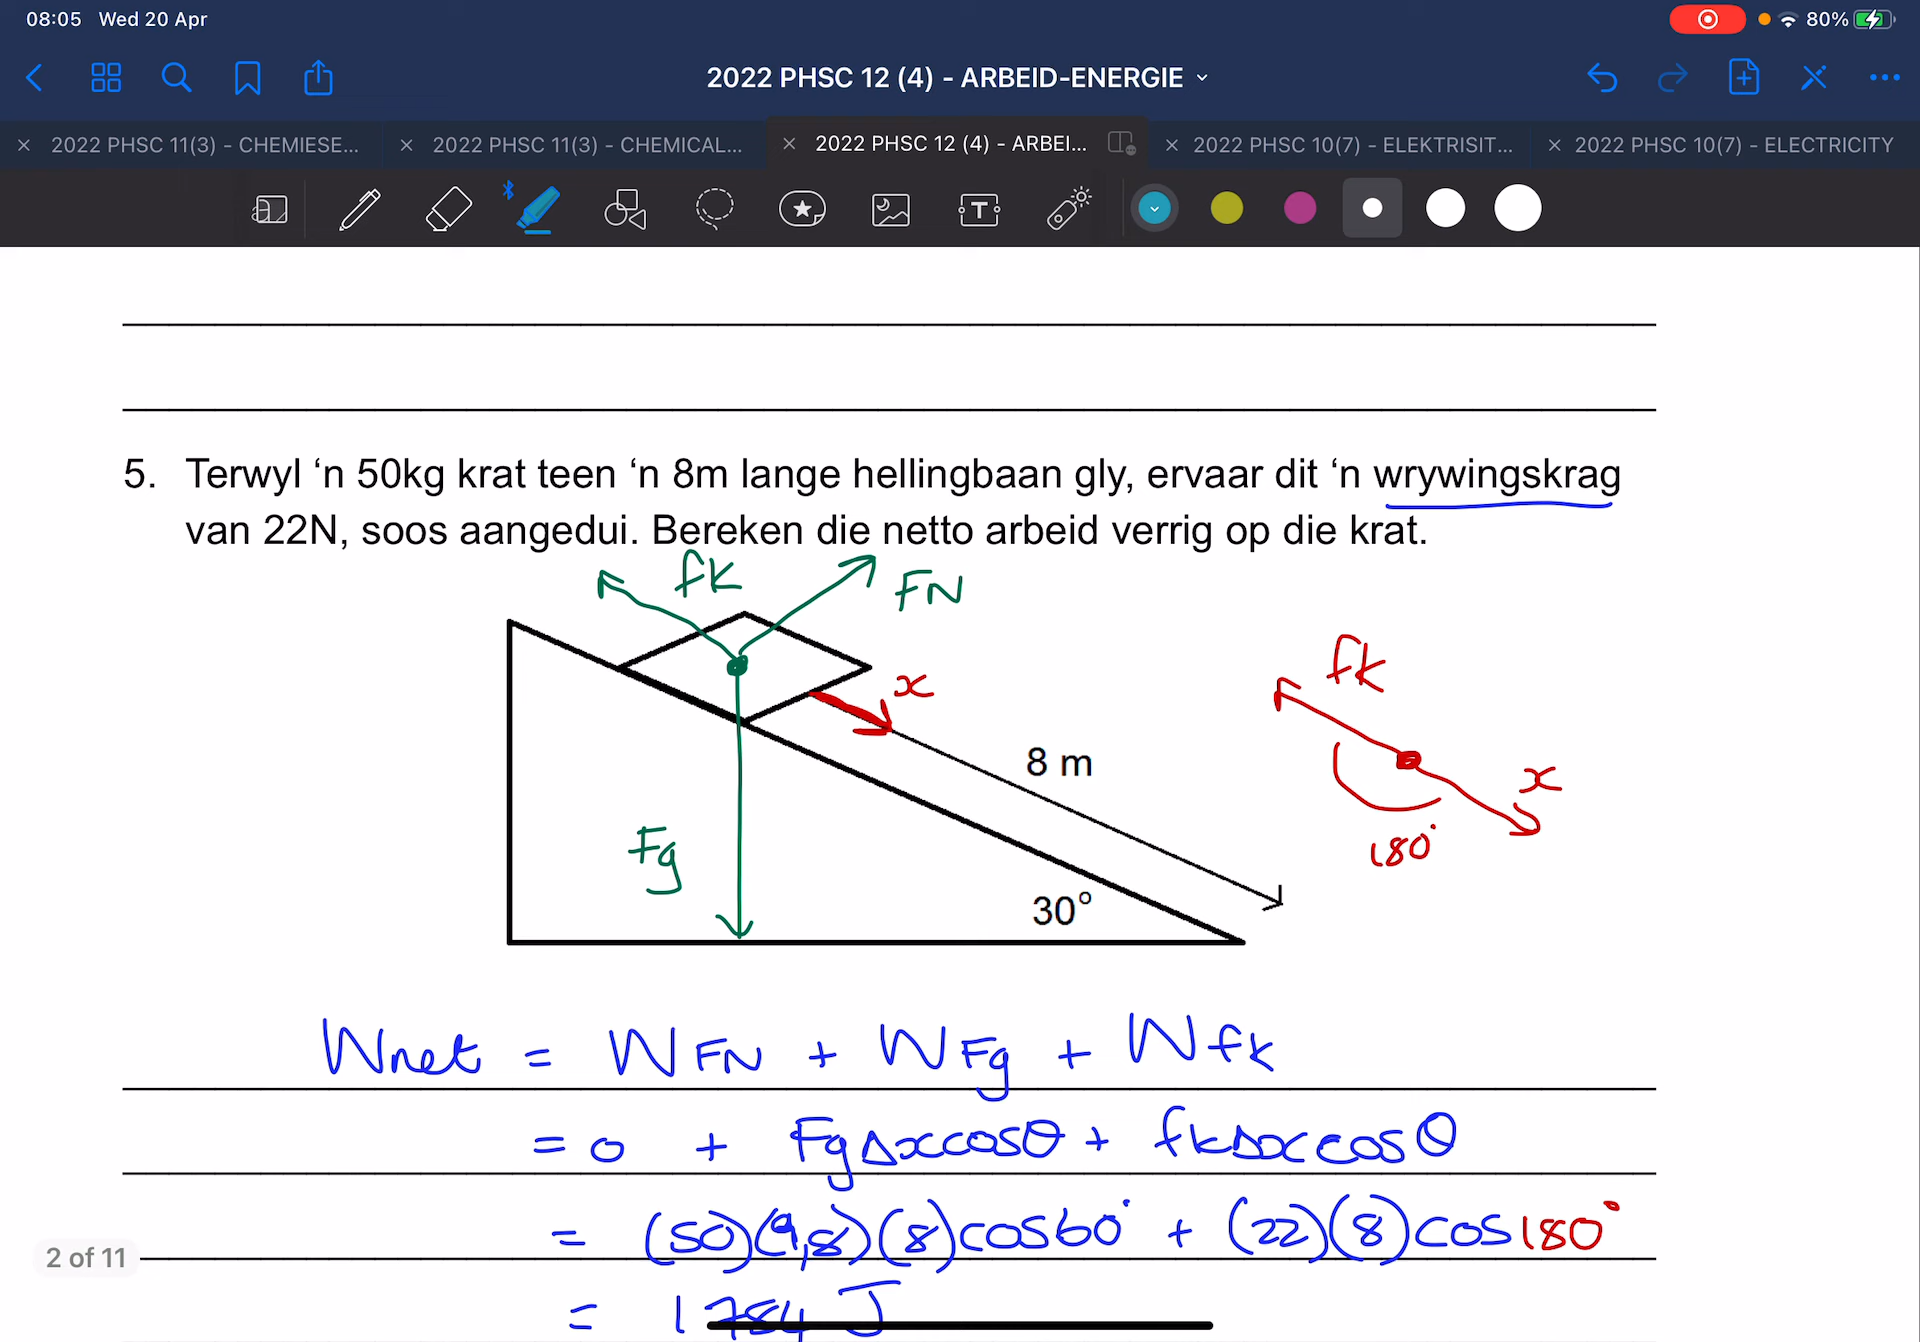 08:05 Wed 20 Apr
80%
2022 PHSC 12 (4) - ARBEID-ENERGIE
2022 PHSC 11(3) - CHEMIESE...
2022 PHSC 11(3) - CHEMICAL...
2022 PHSC 12 (4) - ARBEI...
2022 PHSC 10(7) - ELEKTRISIT...
2022 PHSC 10(7) - ELECTRICITY
T
5. Terwyl ‘n 50kg krat teen ‘n 8m lange hellingbaan gly, ervaar dit ‘n wrywingskrag
van 22N, soos aangedui. Bereken die netto arbeid verrig op die krat.
fk
FN
x
8 m
Fg
30°
fk
x
180°
Wnet = WFN + WFg + Wfk
= 0 + FgΔxcosθ + fkΔxcosθ
= (50)(9,8)(8)cos60° + (22)(8)cos180°
= 1784 J
2 of 11